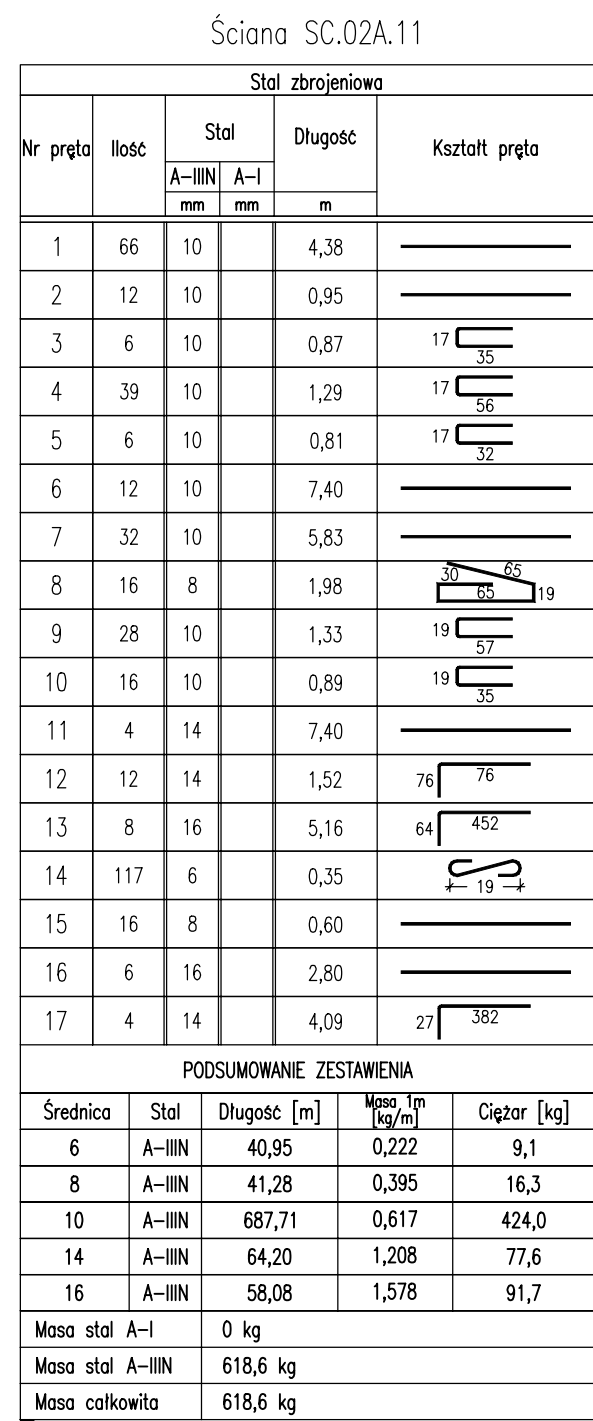 Ściana SC.02A.11
Stal zbrojeniowa
Nr pręta Ilość Stal Długość Kształt pręta
A-IIIN A-I
mm mm m
1 66 10 4,38
2 12 10 0,95
3 6 10 0,87 17 35
4 39 10 1,29 17 56
5 6 10 0,81 17 32
6 12 10 7,40
7 32 10 5,83
8 16 8 1,98 30 65 65 19
9 28 10 1,33 19 57
10 16 10 0,89 19 35
11 4 14 7,40
12 12 14 1,52 76 76
13 8 16 5,16 64 452
14 117 6 0,35 19
15 16 8 0,60
16 6 16 2,80
17 4 14 4,09 27 382
PODSUMOWANIE ZESTAWIENIA
Średnica Stal Długość [m] Masa 1m [kg/m] Ciężar [kg]
6 A-IIIN 40,95 0,222 9,1
8 A-IIIN 41,28 0,395 16,3
10 A-IIIN 687,71 0,617 424,0
14 A-IIIN 64,20 1,208 77,6
16 A-IIIN 58,08 1,578 91,7
Masa stal A-I 0 kg
Masa stal A-IIIN 618,6 kg
Masa całkowita 618,6 kg